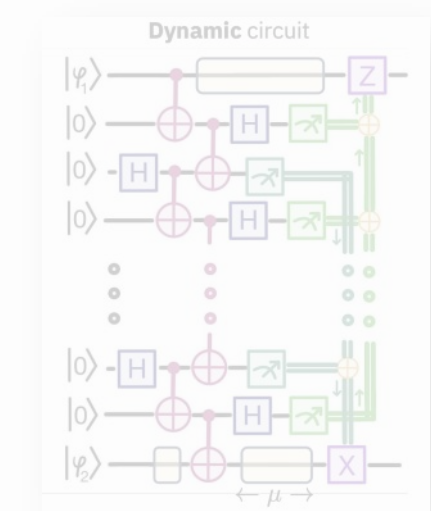 Dynamic circuit
|φ₁⟩ Z
|0⟩ H
|0⟩ H
|0⟩ H
|0⟩ H
|0⟩ H
|φ₂⟩ X
← μ →